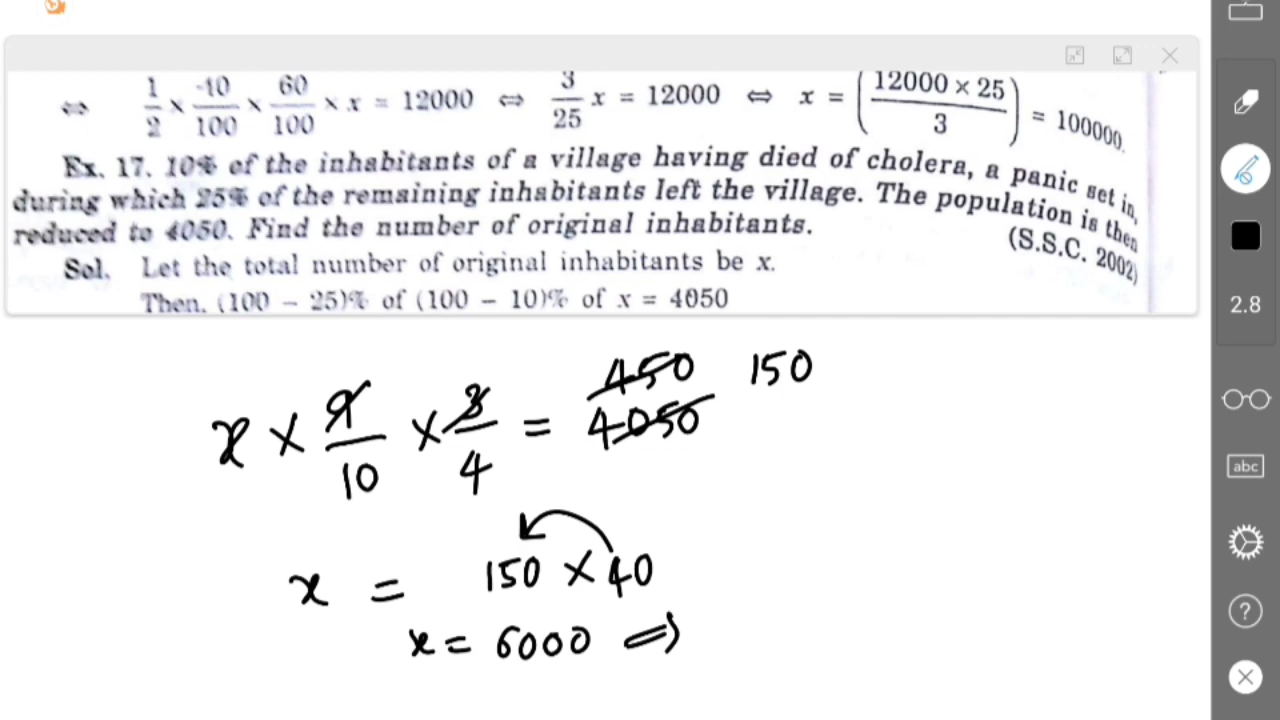 ⇔ 1/2 × 40/100 × 60/100 × x = 12000 ⇔ 3/25 x = 12000 ⇔ x = (12000 × 25 / 3) = 100000.
Ex. 17. 10% of the inhabitants of a village having died of cholera, a panic set in,
during which 25% of the remaining inhabitants left the village. The population is then
reduced to 4050. Find the number of original inhabitants.
(S.S.C. 2002)
Sol. Let the total number of original inhabitants be x.
Then, (100 – 25)% of (100 – 10)% of x = 4050
x × 9/10 × 3/4 = 4050 450 150
x = 150 × 40
x = 6000 ⇒
2.8
abc
?